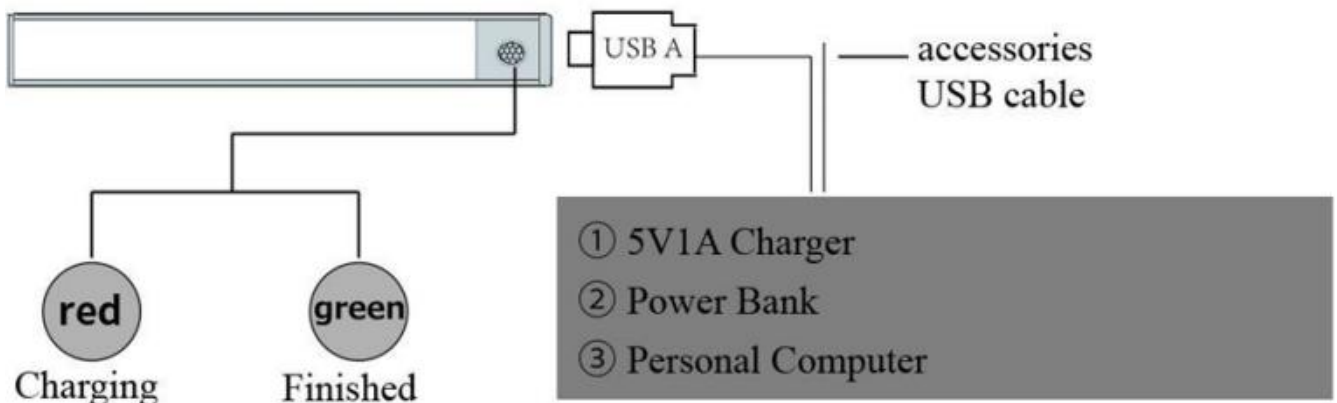 USB A
accessories
USB cable
① 5V1A Charger
② Power Bank
③ Personal Computer
red
green
Charging
Finished